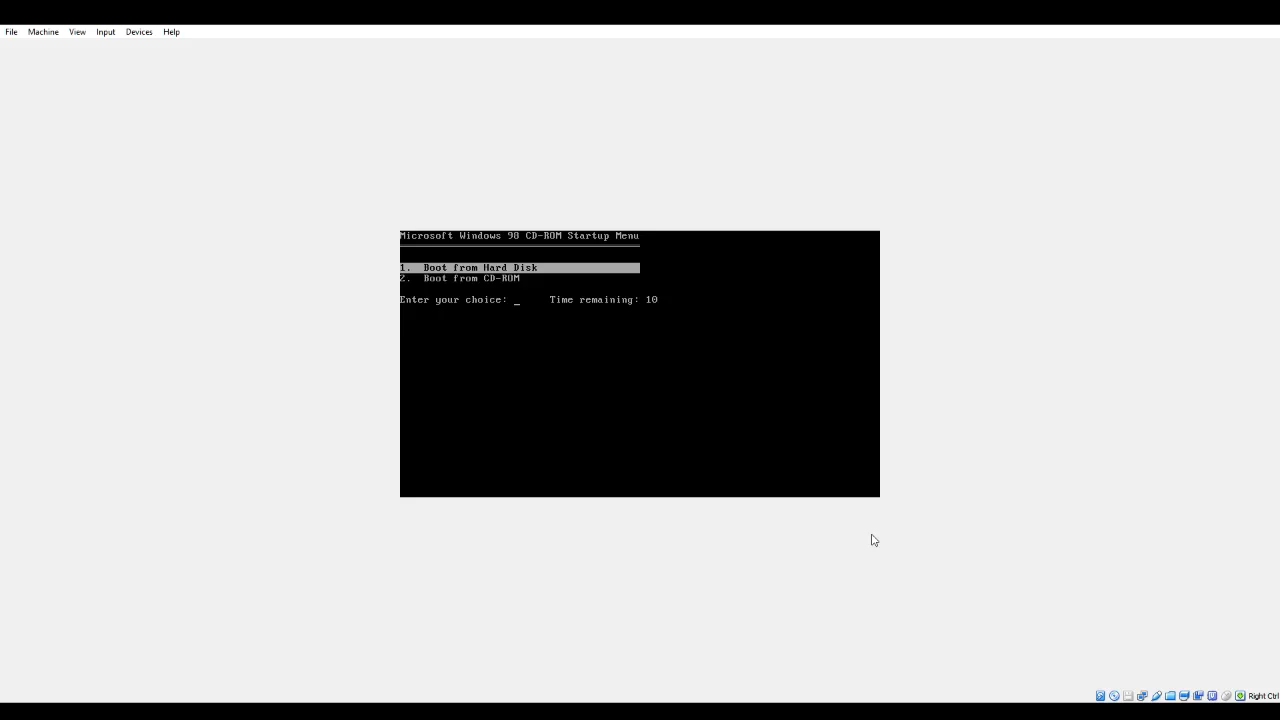 File Machine View Input Devices Help
Microsoft Windows 98 CD-ROM Startup Menu
1. Boot from Hard Disk
2. Boot from CD-ROM
Enter your choice: _ Time remaining: 10
Right Ctrl